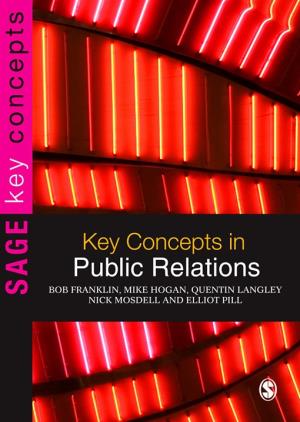 SAGE key concepts
Key Concepts in
Public Relations
BOB FRANKLIN, MIKE HOGAN, QUENTIN LANGLEY
NICK MOSDELL AND ELLIOT PILL
S